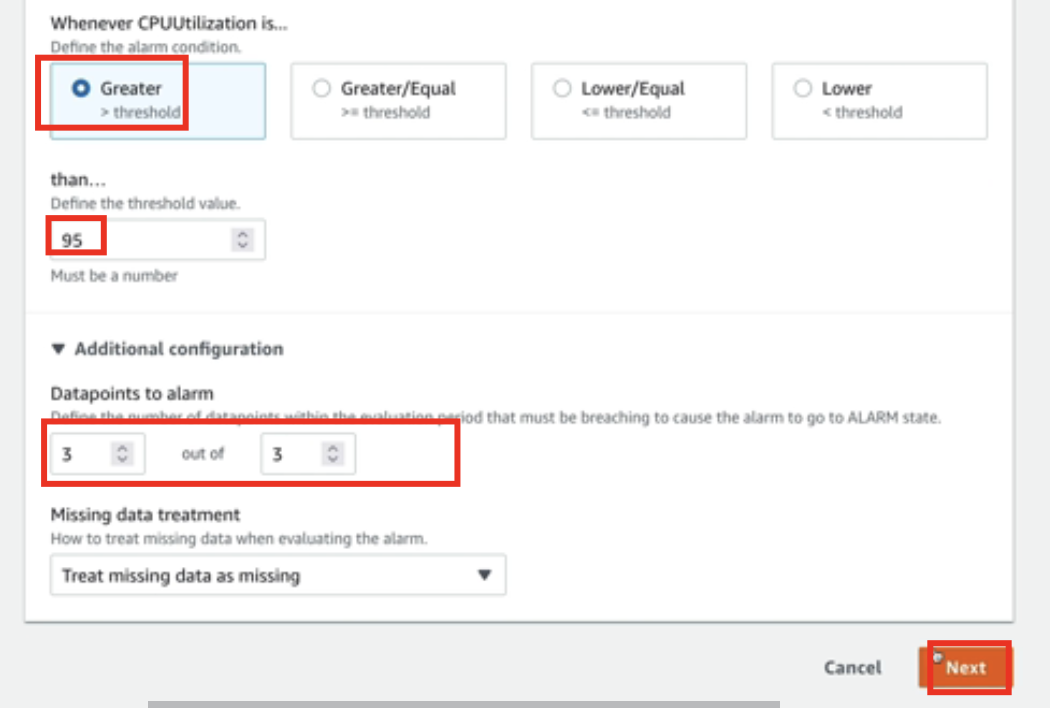 Whenever CPUUtilization is...
Define the alarm condition.
Greater
> threshold
Greater/Equal
>= threshold
Lower/Equal
<= threshold
Lower
< threshold
than...
Define the threshold value.
95
Must be a number
▼ Additional configuration
Datapoints to alarm
Define the number of datapoints within the evaluation period that must be breaching to cause the alarm to go to ALARM state.
3 out of 3
Missing data treatment
How to treat missing data when evaluating the alarm.
Treat missing data as missing
Cancel Next